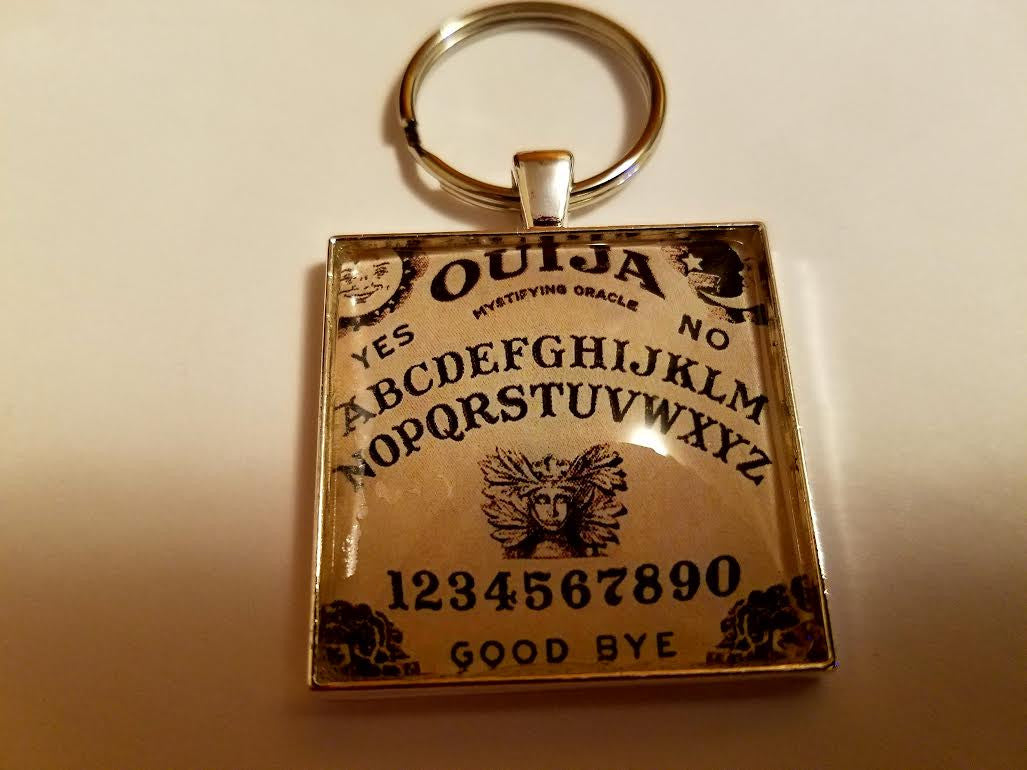 OUIJA
MYSTIFYING ORACLE
YES NO
ABCDEFGHIJKLM
NOPQRSTUVWXYZ
1234567890
GOOD BYE